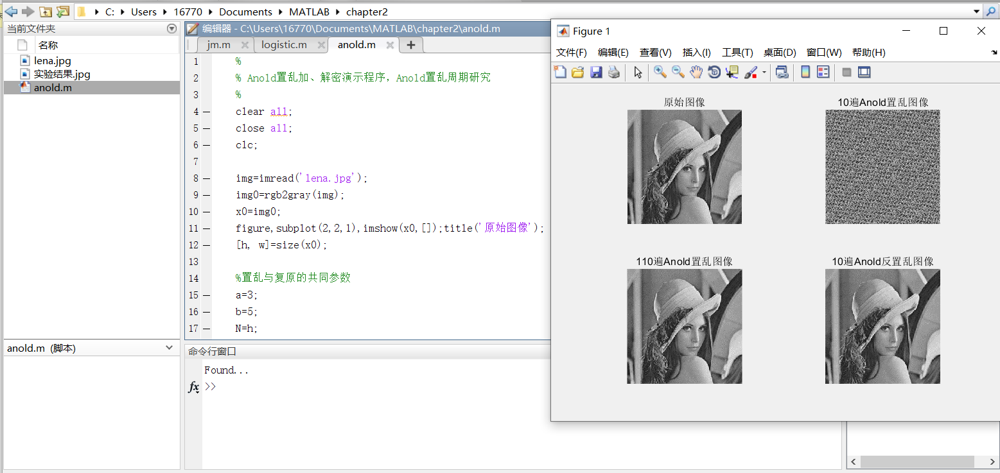 C: Users 16770 Documents MATLAB chapter2
当前文件夹
名称
lena.jpg
实验结果.jpg
anold.m
anold.m (脚本)
编辑器 - C:\Users\16770\Documents\MATLAB\chapter2\anold.m
jm.m logistic.m anold.m
1 %
2 % Anold置乱加、解密演示程序，Anold置乱周期研究
3 %
4 clear all;
5 close all;
6 clc;
7
8 img=imread('lena.jpg');
9 img0=rgb2gray(img);
10 x0=img0;
11 figure,subplot(2,2,1),imshow(x0,[]);title('原始图像');
12 [h, w]=size(x0);
13
14 %置乱与复原的共同参数
15 a=3;
16 b=5;
17 N=h;
命令行窗口
Found...
fx >>
Figure 1
文件(F) 编辑(E) 查看(V) 插入(I) 工具(T) 桌面(D) 窗口(W) 帮助(H)
原始图像
10遍Anold置乱图像
110遍Anold置乱图像
10遍Anold反置乱图像